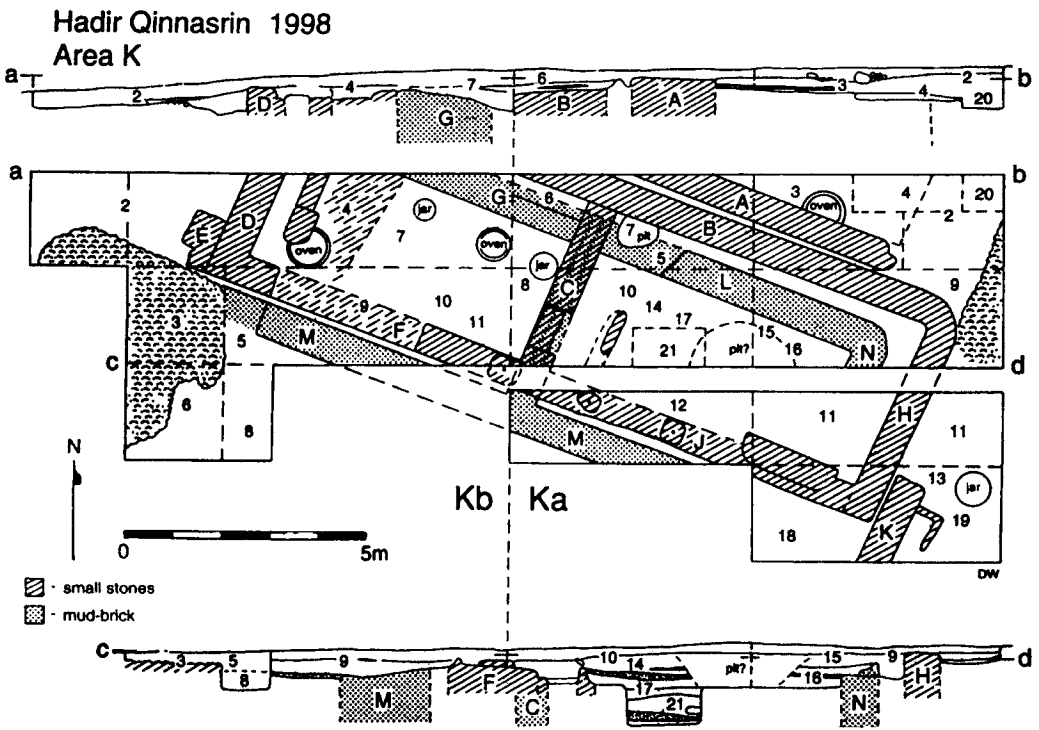 Hadir Qinnasrin 1998
Area K
a b
2 D 4 G 7 6 B A 3 4 2 20
a b
2 E D 4 jar G 6 A 3 oven 4 2 20
oven 7 oven jar 7 pit 5 B
3 5 9 F M 10 11 8 C 10 14 L 9
17 15
21 pit? 16 N
c d
6 8 M 12 J 11 H 11
N
Kb Ka 13 jar
18 K 19
0 5m
DW
- small stones
- mud-brick
c d
3 5 8 9 M F 10 C 14 17 21 pit? 15 16 9 N H